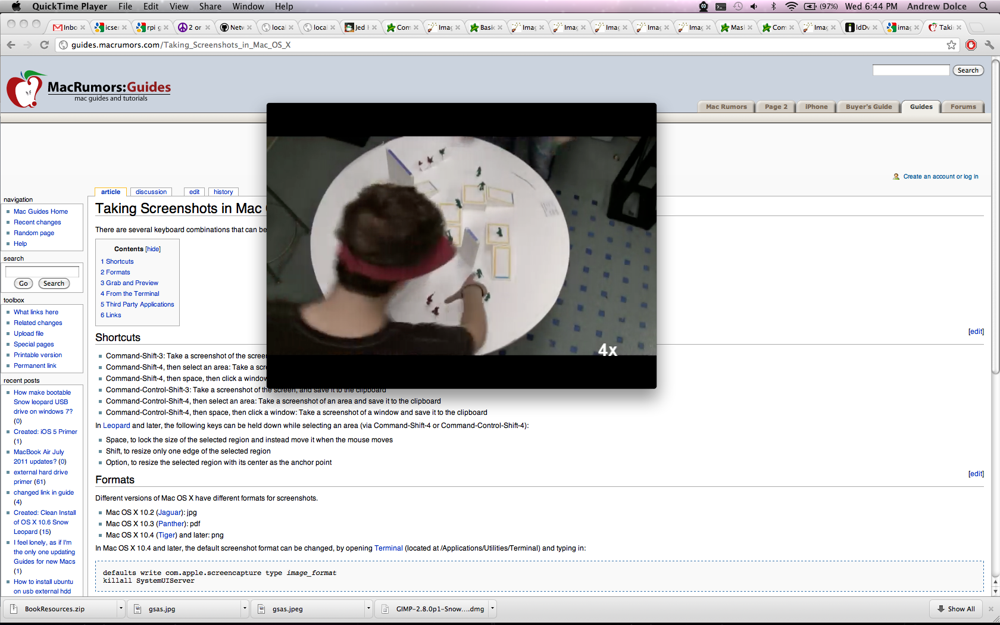 QuickTime Player File Edit View Share Window Help (97%) Wed 6:44 PM Andrew Dolce
Inbo icse rpi g 2 or Netw local local Jed Com Imag Basi Imag Imag Imag Imag Imag Mas Com Imag IdDv imag Taki
guides.macrumors.com/Taking_Screenshots_in_Mac_OS_X
MacRumors:Guides
mac guides and tutorials
Search
Mac Rumors Page 2 iPhone Buyer's Guide Guides Forums
Create an account or log in
article discussion edit history
navigation
Mac Guides Home
Recent changes
Random page
Help
search
Go Search
toolbox
What links here
Related changes
Upload file
Special pages
Printable version
Permanent link
recent posts
How make bootable
Snow leopard USB
drive on windows 7?
(0)
Created: iOS 5 Primer
(1)
MacBook Air July
2011 updates? (0)
external hard drive
primer (61)
changed link in guide
(4)
Created: Clean Install
of OS X 10.6 Snow
Leopard (15)
I feel lonely, as if I'm
the only one updating
Guides for new Macs
(1)
How to install ubuntu
on usb external hdd
Taking Screenshots in Mac
There are several keyboard combinations that can be
Contents [hide]
1 Shortcuts
2 Formats
3 Grab and Preview
4 From the Terminal
5 Third Party Applications
6 Links
4x
Shortcuts
[edit]
Command-Shift-3: Take a screenshot of the screen
Command-Shift-4, then select an area: Take a scr
Command-Shift-4, then space, then click a window
Command-Control-Shift-3: Take a screenshot of the screen, and save it to the clipboard
Command-Control-Shift-4, then select an area: Take a screenshot of an area and save it to the clipboard
Command-Control-Shift-4, then space, then click a window: Take a screenshot of a window and save it to the clipboard
In Leopard and later, the following keys can be held down while selecting an area (via Command-Shift-4 or Command-Control-Shift-4):
Space, to lock the size of the selected region and instead move it when the mouse moves
Shift, to resize only one edge of the selected region
Option, to resize the selected region with its center as the anchor point
Formats
[edit]
Different versions of Mac OS X have different formats for screenshots.
Mac OS X 10.2 (Jaguar): jpg
Mac OS X 10.3 (Panther): pdf
Mac OS X 10.4 (Tiger) and later: png
In Mac OS X 10.4 and later, the default screenshot format can be changed, by opening Terminal (located at /Applications/Utilities/Terminal) and typing in:
defaults write com.apple.screencapture type image_format
killall SystemUIServer
BookResources.zip gsas.jpg gsas.jpeg GIMP-2.8.0p1-Snow....dmg Show All